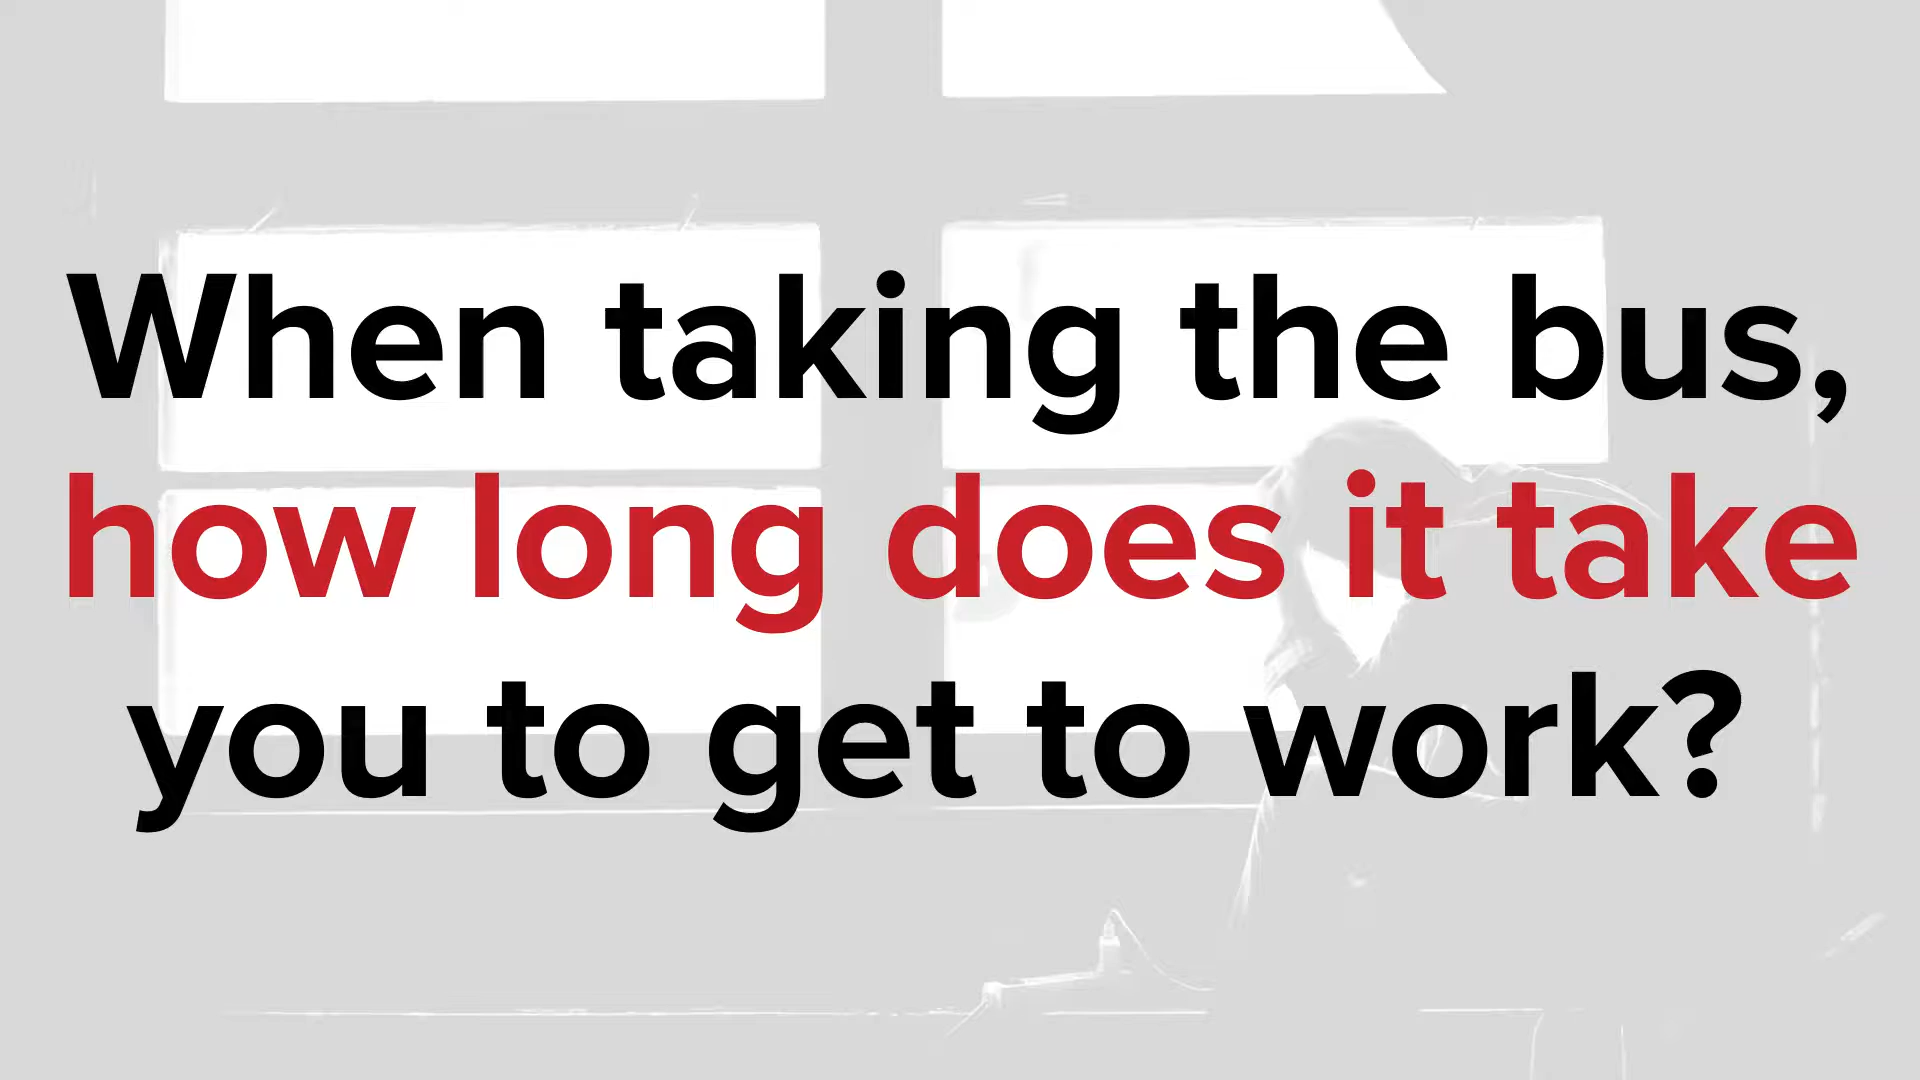 When taking the bus,
how long does it take
you to get to work?